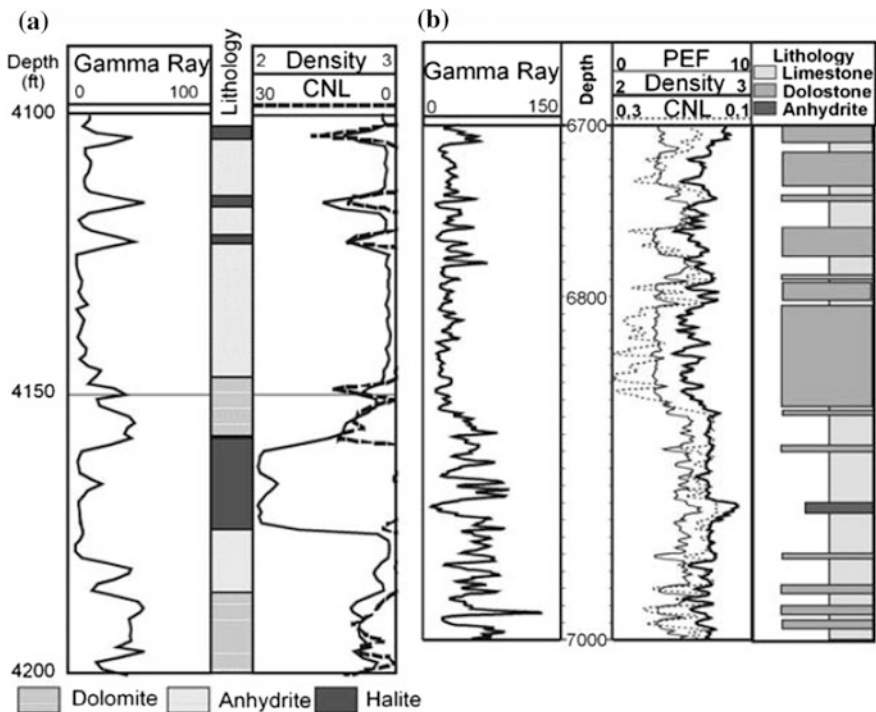 (a)
Depth
(ft)
Gamma Ray
0 100
Lithology
2 Density 3
CNL
30 0
4100
4150
4200
Dolomite
Anhydrite
Halite
(b)
Gamma Ray
0 150
Depth
0 PEF 10
2 Density 3
0.3 CNL 0.1
Lithology
Limestone
Dolostone
Anhydrite
6700
6800
7000